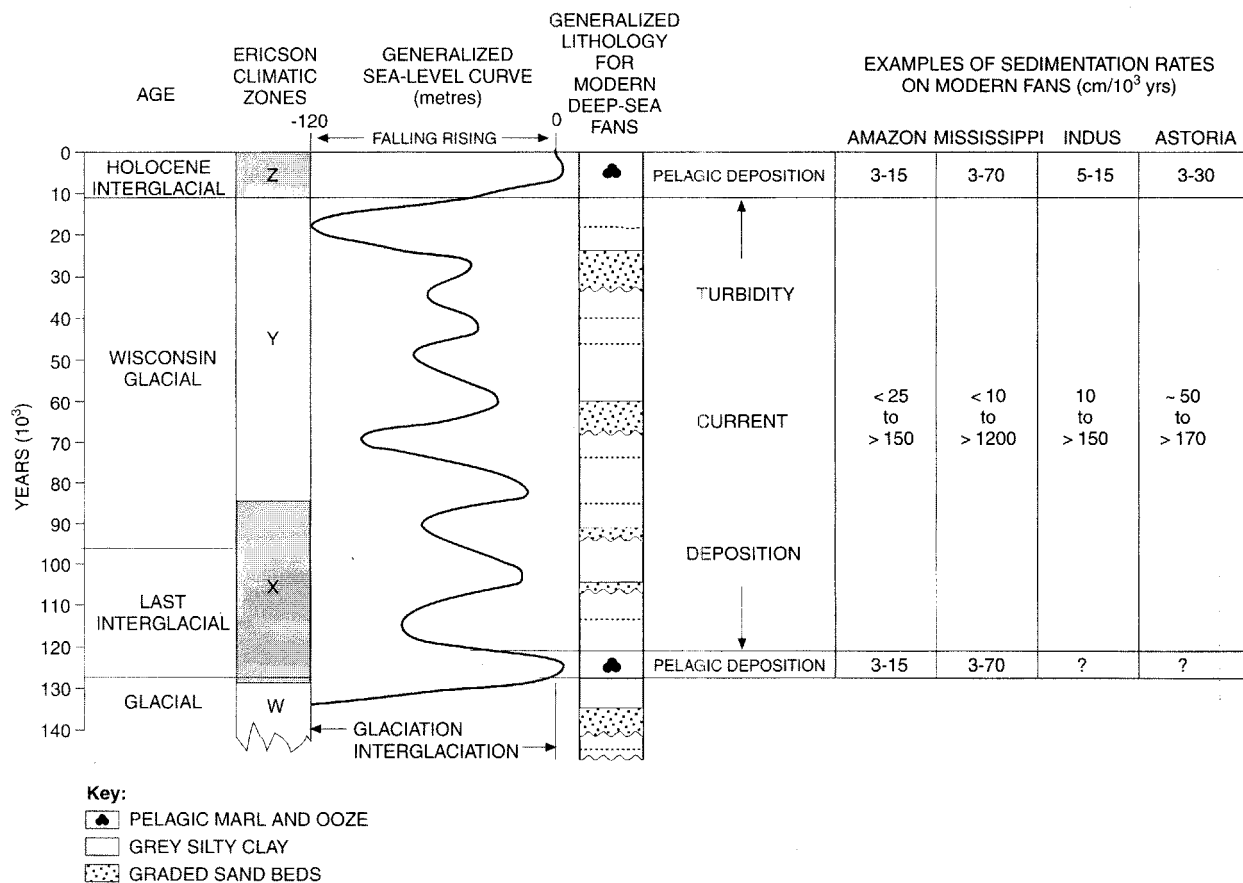 AGE
ERICSON
CLIMATIC
ZONES
GENERALIZED
SEA-LEVEL CURVE
(metres)
-120
0
FALLING RISING
GENERALIZED
LITHOLOGY
FOR
MODERN
DEEP-SEA
FANS
EXAMPLES OF SEDIMENTATION RATES
ON MODERN FANS (cm/10³ yrs)
AMAZON MISSISSIPPI INDUS ASTORIA
YEARS (10³)
0
10
20
30
40
50
60
70
80
90
100
110
120
130
140
HOLOCENE
INTERGLACIAL
WISCONSIN
GLACIAL
LAST
INTERGLACIAL
GLACIAL
Z
Y
X
W
GLACIATION
INTERGLACIATION
PELAGIC DEPOSITION 3-15 3-70 5-15 3-30
TURBIDITY
CURRENT
DEPOSITION
< 25
to
> 150
< 10
to
> 1200
10
to
> 150
~ 50
to
> 170
PELAGIC DEPOSITION 3-15 3-70 ? ?
Key:
PELAGIC MARL AND OOZE
GREY SILTY CLAY
GRADED SAND BEDS